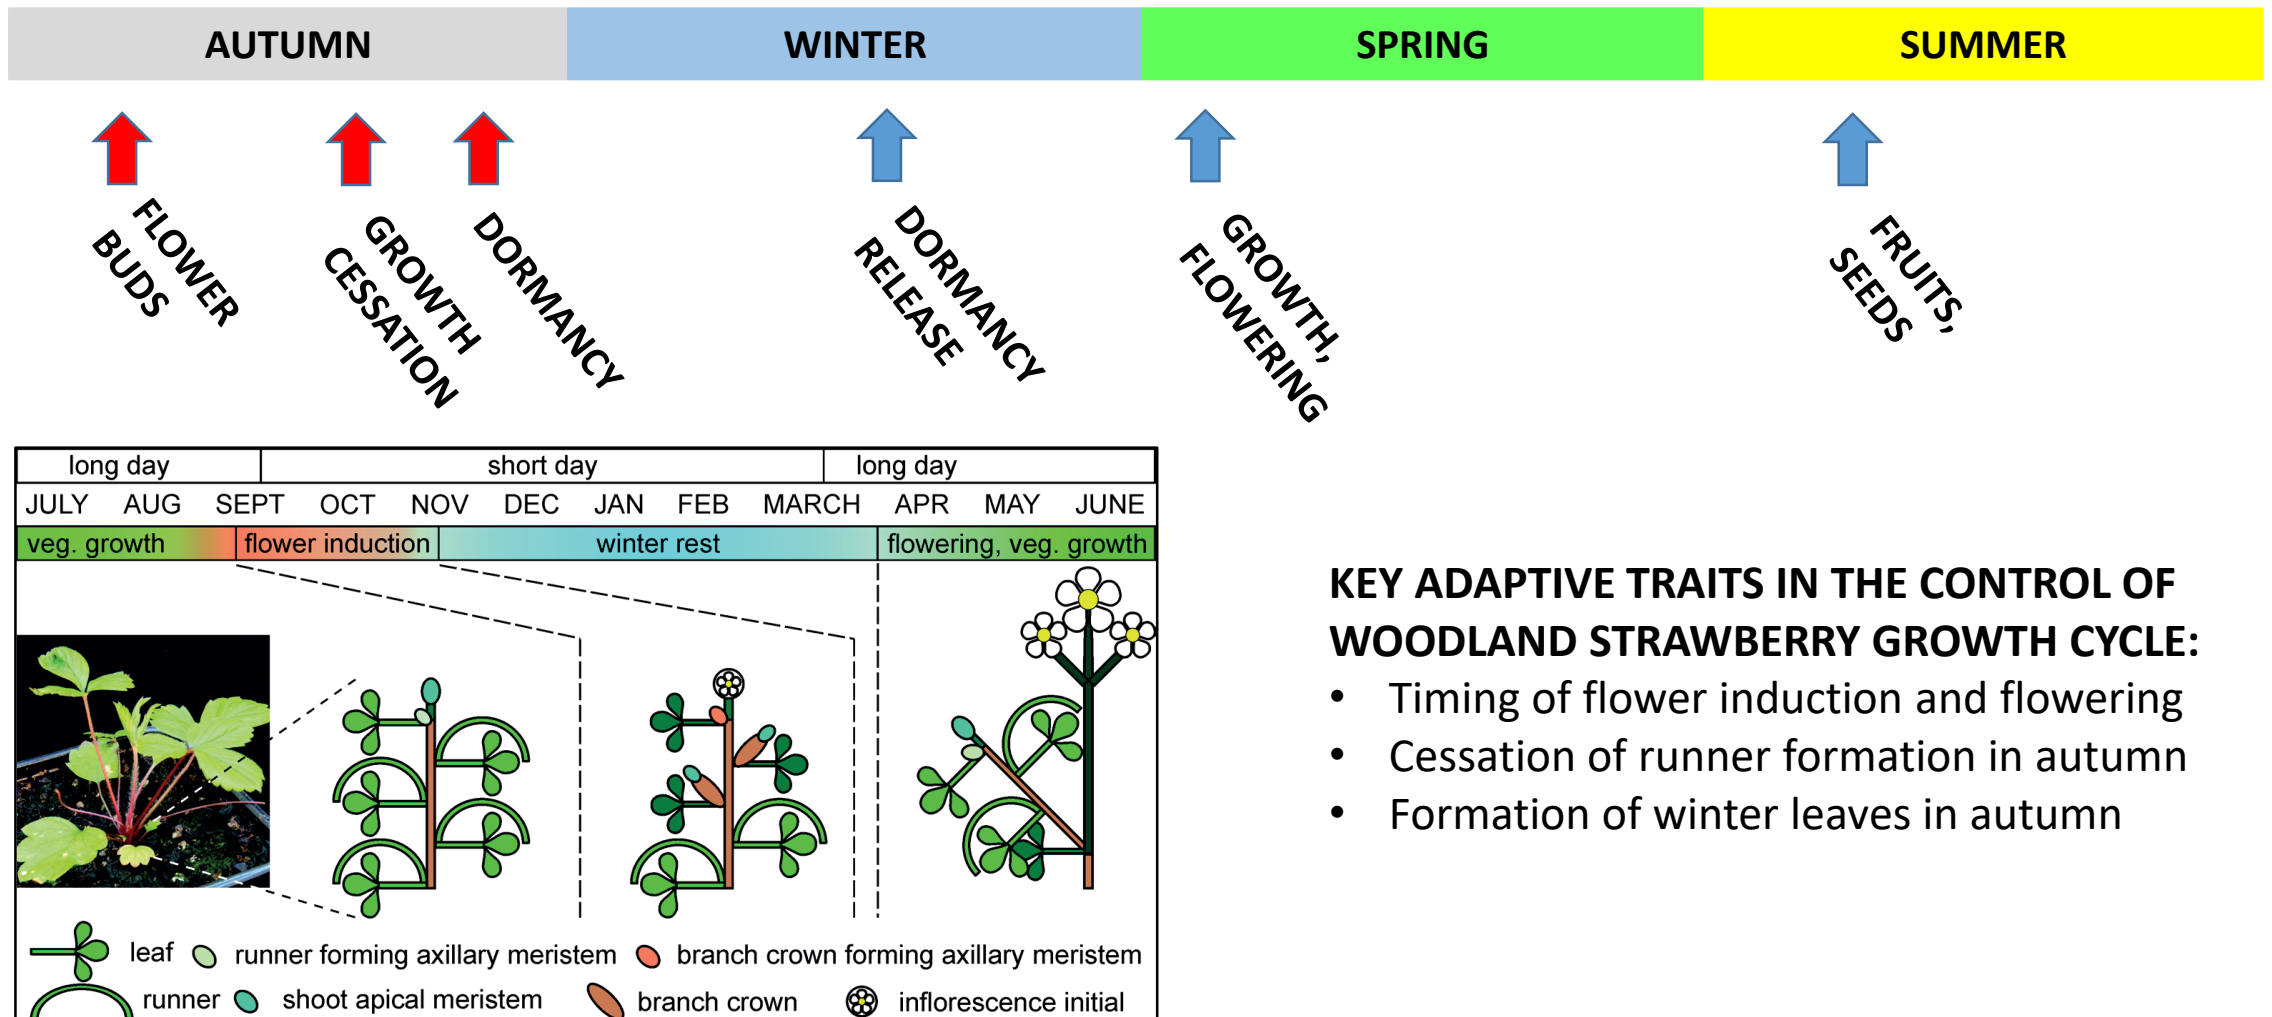 AUTUMN WINTER SPRING SUMMER
FLOWER
BUDS
GROWTH
CESSATION
DORMANCY
DORMANCY
RELEASE
GROWTH,
FLOWERING
FRUITS,
SEEDS
long day short day long day
JULY AUG SEPT OCT NOV DEC JAN FEB MARCH APR MAY JUNE
veg. growth flower induction winter rest flowering, veg. growth
leaf runner forming axillary meristem branch crown forming axillary meristem
runner shoot apical meristem branch crown inflorescence initial
KEY ADAPTIVE TRAITS IN THE CONTROL OF
WOODLAND STRAWBERRY GROWTH CYCLE:
• Timing of flower induction and flowering
• Cessation of runner formation in autumn
• Formation of winter leaves in autumn